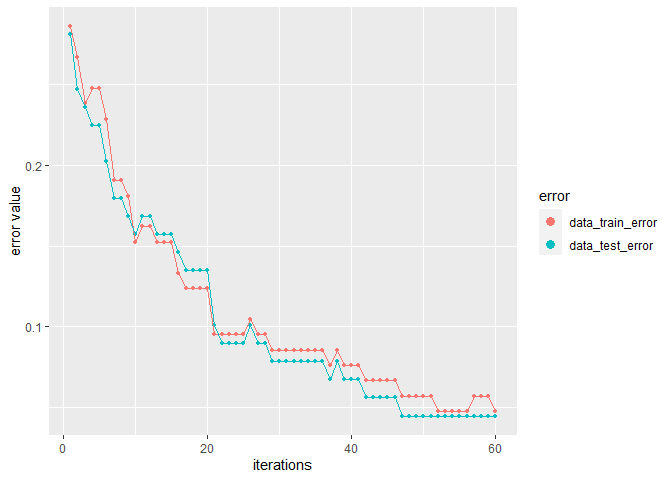 error value
0.2
0.1
0
20
40
60
iterations
error
data_train_error
data_test_error